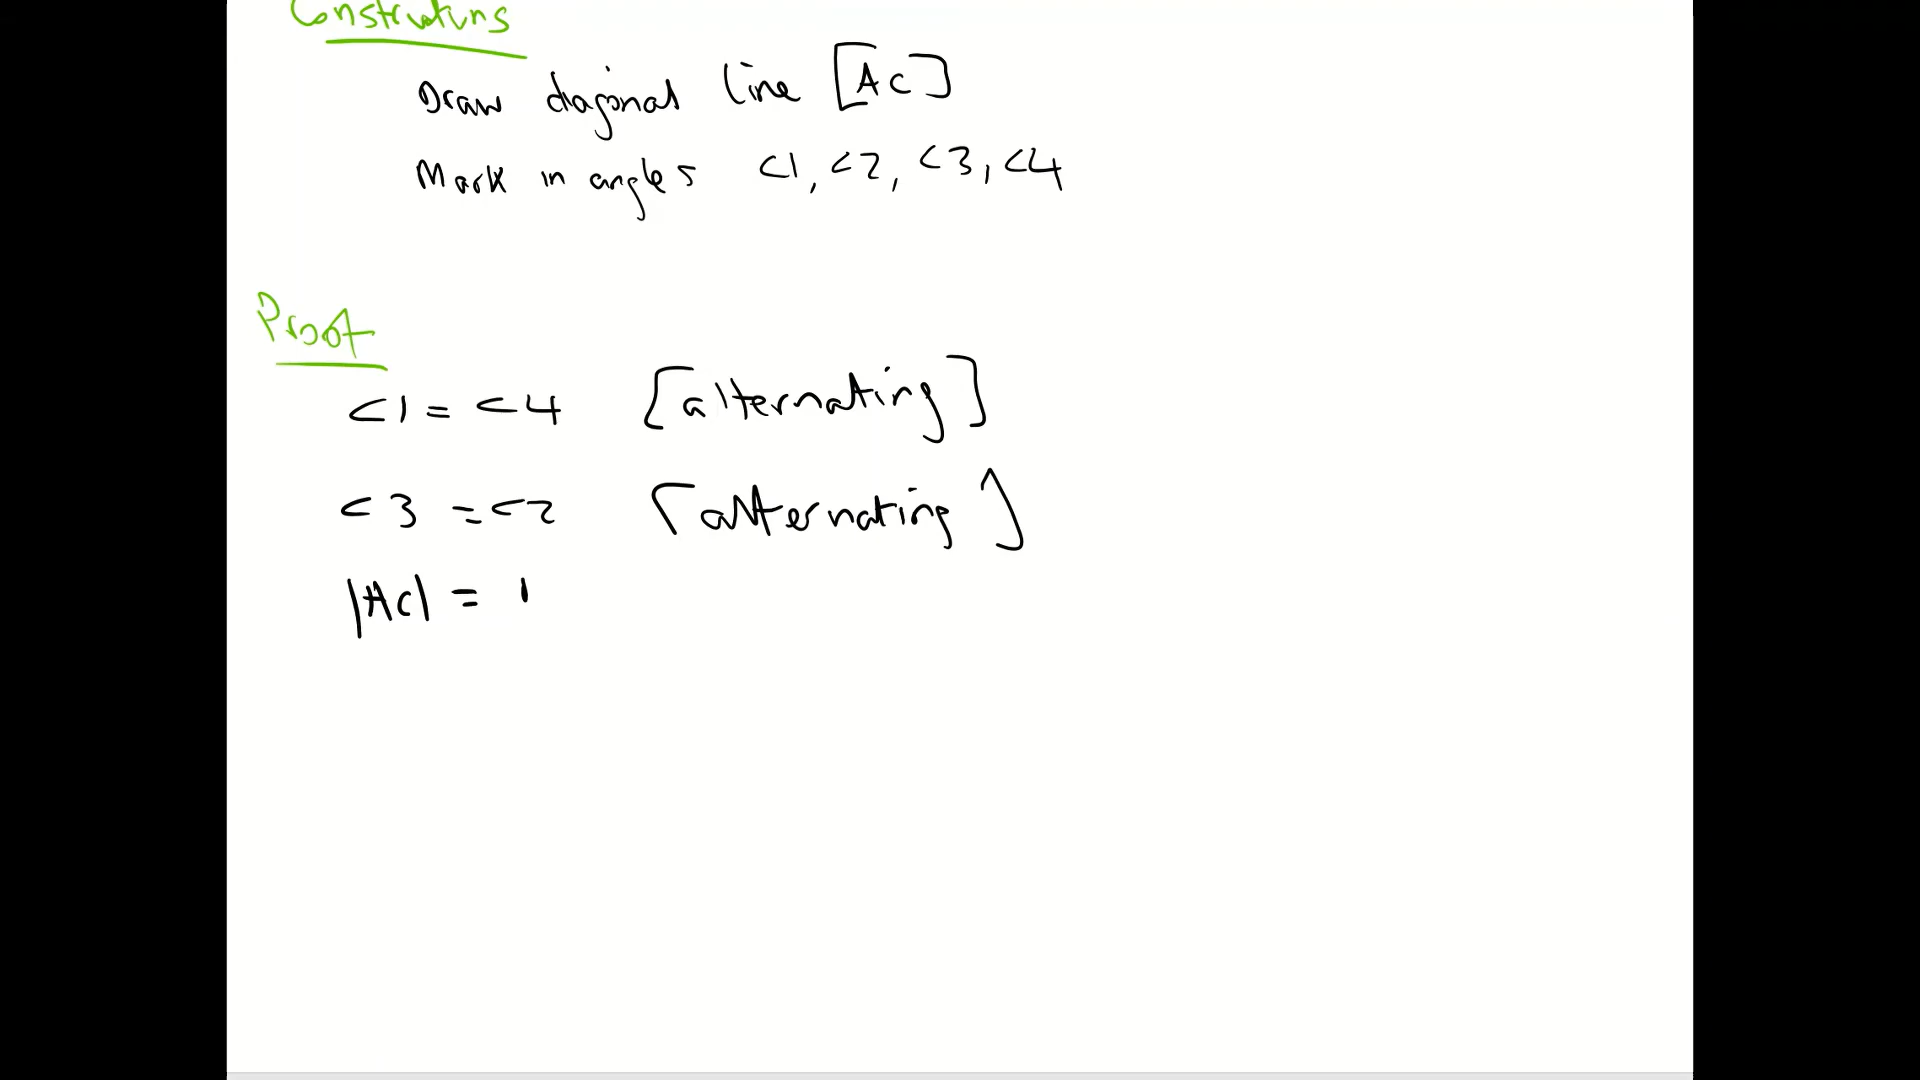 Constructions
Draw diagonal line [AC]
Mark in angles <1, <2, <3, <4
Proof
<1 = <4 [alternating]
<3 = <2 [alternating]
|AC| = |